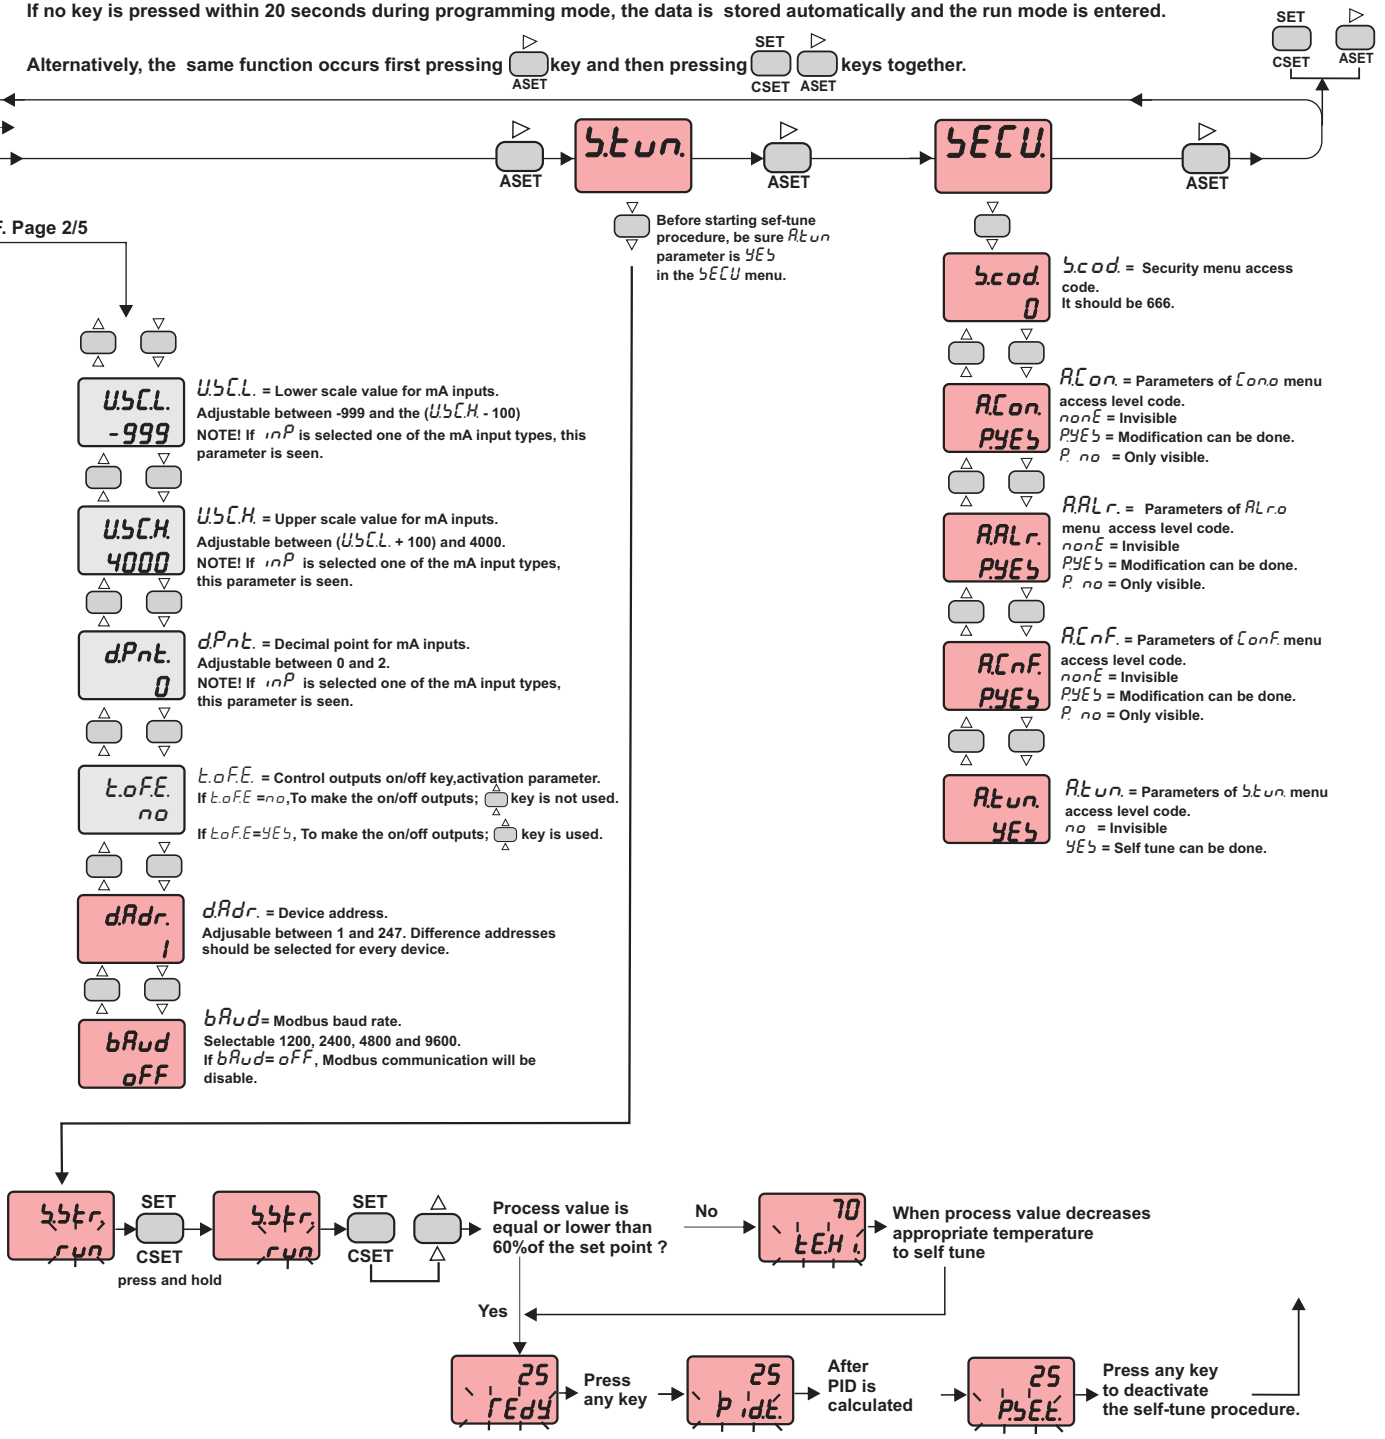 If no key is pressed within 20 seconds during programming mode, the data is stored automatically and the run mode is entered.
SET
CSET
ASET
Alternatively, the same function occurs first pressing key and then pressing keys together.
ASET
SET
CSET
ASET
ASET
S.tun.
ASET
SECU.
ASET
F. Page 2/5
Before starting sef-tune
procedure, be sure A.tun
parameter is YES
in the SECU menu.
S.cod.
0
S.cod. = Security menu access
code.
It should be 666.
U.SC.L.
-999
U.SC.L. = Lower scale value for mA inputs.
Adjustable between -999 and the (U.SC.H. - 100)
NOTE! If inP is selected one of the mA input types, this
parameter is seen.
A.Con.
P.YES
A.Con. = Parameters of Con.o menu
access level code.
nonE = Invisible
P.YES = Modification can be done.
P. no = Only visible.
U.SC.H.
4000
U.SC.H. = Upper scale value for mA inputs.
Adjustable between (U.SC.L. + 100) and 4000.
NOTE! If inP is selected one of the mA input types,
this parameter is seen.
A.ALr.
P.YES
A.ALr. = Parameters of ALr.o
menu access level code.
nonE = Invisible
P.YES = Modification can be done.
P. no = Only visible.
d.Pnt.
0
d.Pnt. = Decimal point for mA inputs.
Adjustable between 0 and 2.
NOTE! If inP is selected one of the mA input types,
this parameter is seen.
A.CnF.
P.YES
A.CnF. = Parameters of ConF. menu
access level code.
nonE = Invisible
P.YES = Modification can be done.
P. no = Only visible.
t.oF.E.
no
t.oF.E. = Control outputs on/off key,activation parameter.
If t.oF.E =no,To make the on/off outputs; key is not used.
If t.oF.E=YES, To make the on/off outputs; key is used.
A.tun.
YES
A.tun. = Parameters of S.tun. menu
access level code.
no = Invisible
YES = Self tune can be done.
d.Adr.
1
d.Adr. = Device address.
Adjusable between 1 and 247. Difference addresses
should be selected for every device.
bAud
oFF
bAud= Modbus baud rate.
Selectable 1200, 2400, 4800 and 9600.
If bAud= oFF, Modbus communication will be
disable.
S.Str.
run
SET
CSET
press and hold
S.Str.
run
SET
CSET
Process value is
equal or lower than
60%of the set point ?
No
70
tE.Hi.
When process value decreases
appropriate temperature
to self tune
Yes
25
rEdY
Press
any key
25
Pid.t.
After
PID is
calculated
25
P.SE.t.
Press any key
to deactivate
the self-tune procedure.